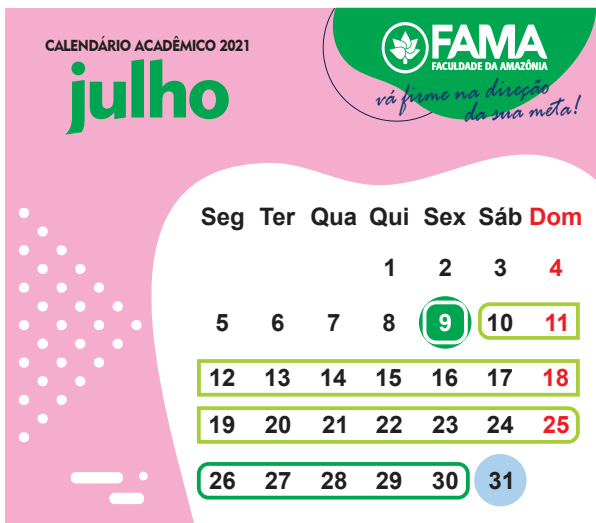 CALENDÁRIO ACADÊMICO 2021
julho
FAMA
FACULDADE DA AMAZÔNIA
vá firme na direção
da sua meta!
Seg Ter Qua Qui Sex Sáb Dom
1 2 3 4
5 6 7 8 9 10 11
12 13 14 15 16 17 18
19 20 21 22 23 24 25
26 27 28 29 30 31